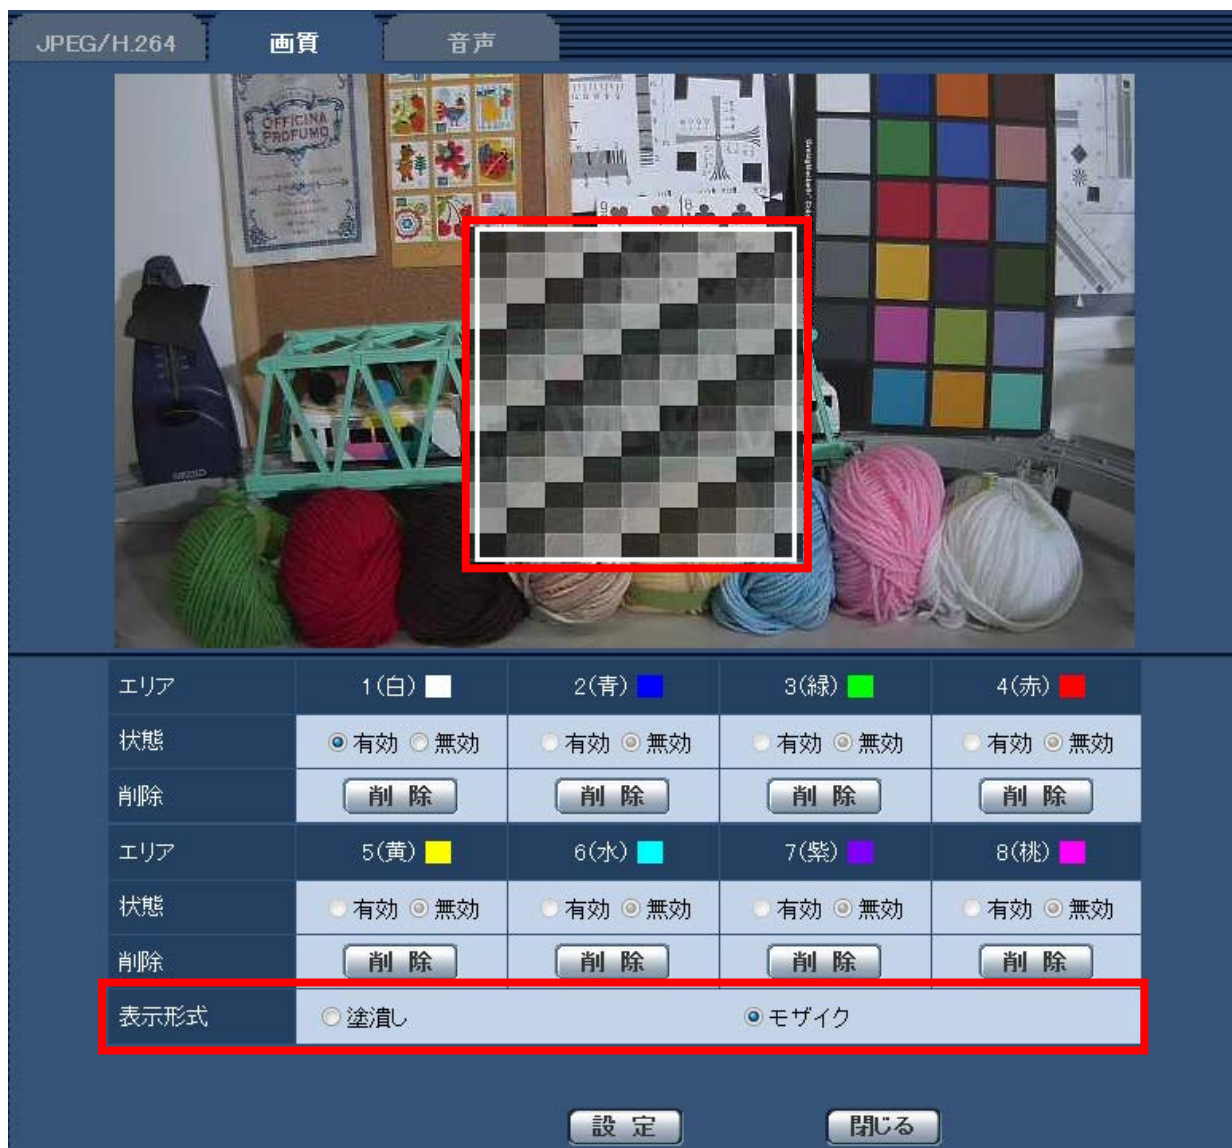 JPEG/H.264 画質 音声
OFFICINA
PROFUMO
9 8
SEIKO
エリア 1(白) 2(青) 3(緑) 4(赤)
状態 有効 無効 有効 無効 有効 無効 有効 無効
削除 削除 削除 削除 削除
エリア 5(黄) 6(水) 7(紫) 8(桃)
状態 有効 無効 有効 無効 有効 無効 有効 無効
削除 削除 削除 削除 削除
表示形式 塗潰し モザイク
設定 閉じる